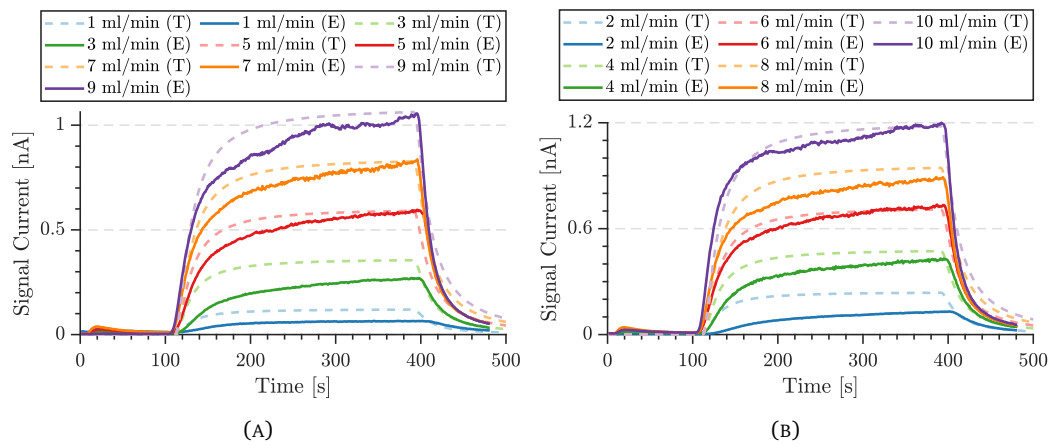 1 ml/min (T) 1 ml/min (E) 3 ml/min (T)
3 ml/min (E) 5 ml/min (T) 5 ml/min (E)
7 ml/min (T) 7 ml/min (E) 9 ml/min (T)
9 ml/min (E)
Signal Current [nA]
1
0.5
0
0 100 200 300 400 500
Time [s]
(A)
2 ml/min (T) 6 ml/min (T) 10 ml/min (T)
2 ml/min (E) 6 ml/min (E) 10 ml/min (E)
4 ml/min (T) 8 ml/min (T)
4 ml/min (E) 8 ml/min (E)
Signal Current [nA]
1.2
0.6
0
0 100 200 300 400 500
Time [s]
(B)